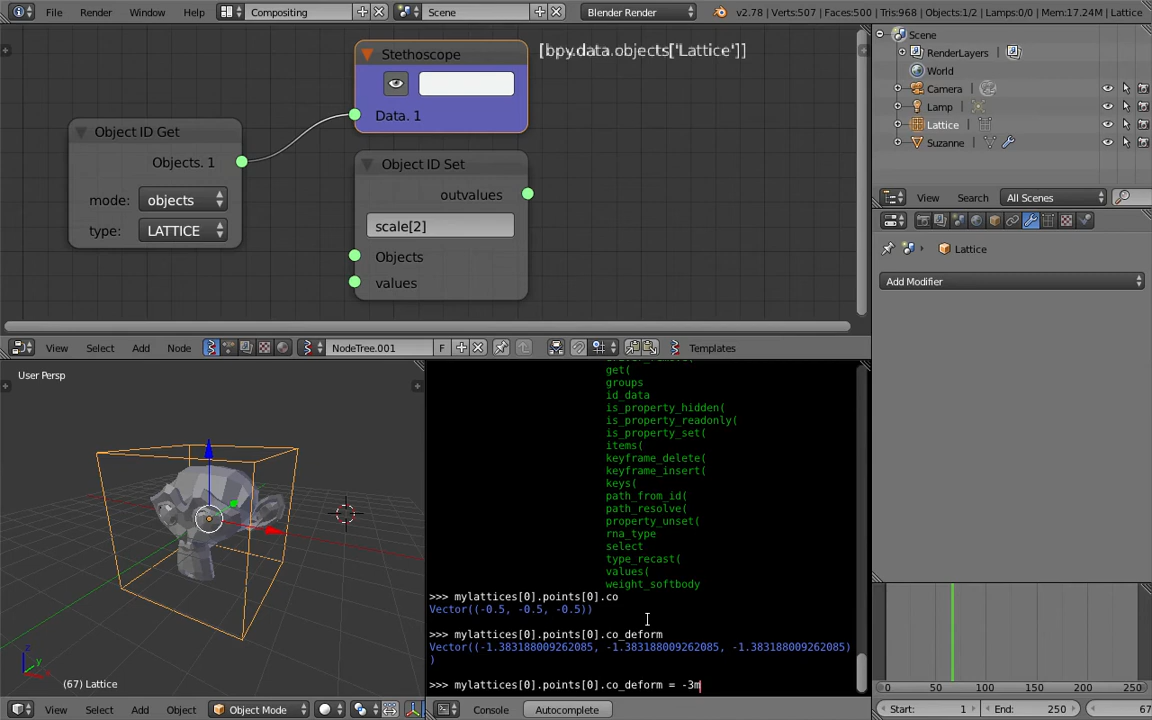 File Render Window Help Compositing F Scene Blender Render v2.78 | Verts:507 | Faces:500 | Tris:968 | Objects:1/2 | Lamps:0/0 | Mem:17.24M | Lattice
Stethoscope
[bpy.data.objects['Lattice']]
Data. 1
Object ID Get
Objects. 1
mode: objects
type: LATTICE
Object ID Set
outvalues
scale[2]
Objects
values
View Select Add Node NodeTree.001 F Templates
Scene
RenderLayers
World
Camera
Lamp
Lattice
Suzanne
View Search All Scenes
Lattice
Add Modifier
User Persp
(67) Lattice
z
y
x
get(
groups
id_data
is_property_hidden(
is_property_readonly(
is_property_set(
items(
keyframe_delete(
keyframe_insert(
keys(
path_from_id(
path_resolve(
property_unset(
rna_type
select
type_recast(
values(
weight_softbody
>>> mylattices[0].points[0].co
Vector((-0.5, -0.5, -0.5))
>>> mylattices[0].points[0].co_deform
Vector((-1.383188009262085, -1.383188009262085, -1.383188009262085)
)
>>> mylattices[0].points[0].co_deform = -3m
0 50 100 150 200 250
View Select Add Object Object Mode
Console Autocomplete
Start: 1 End: 250 67